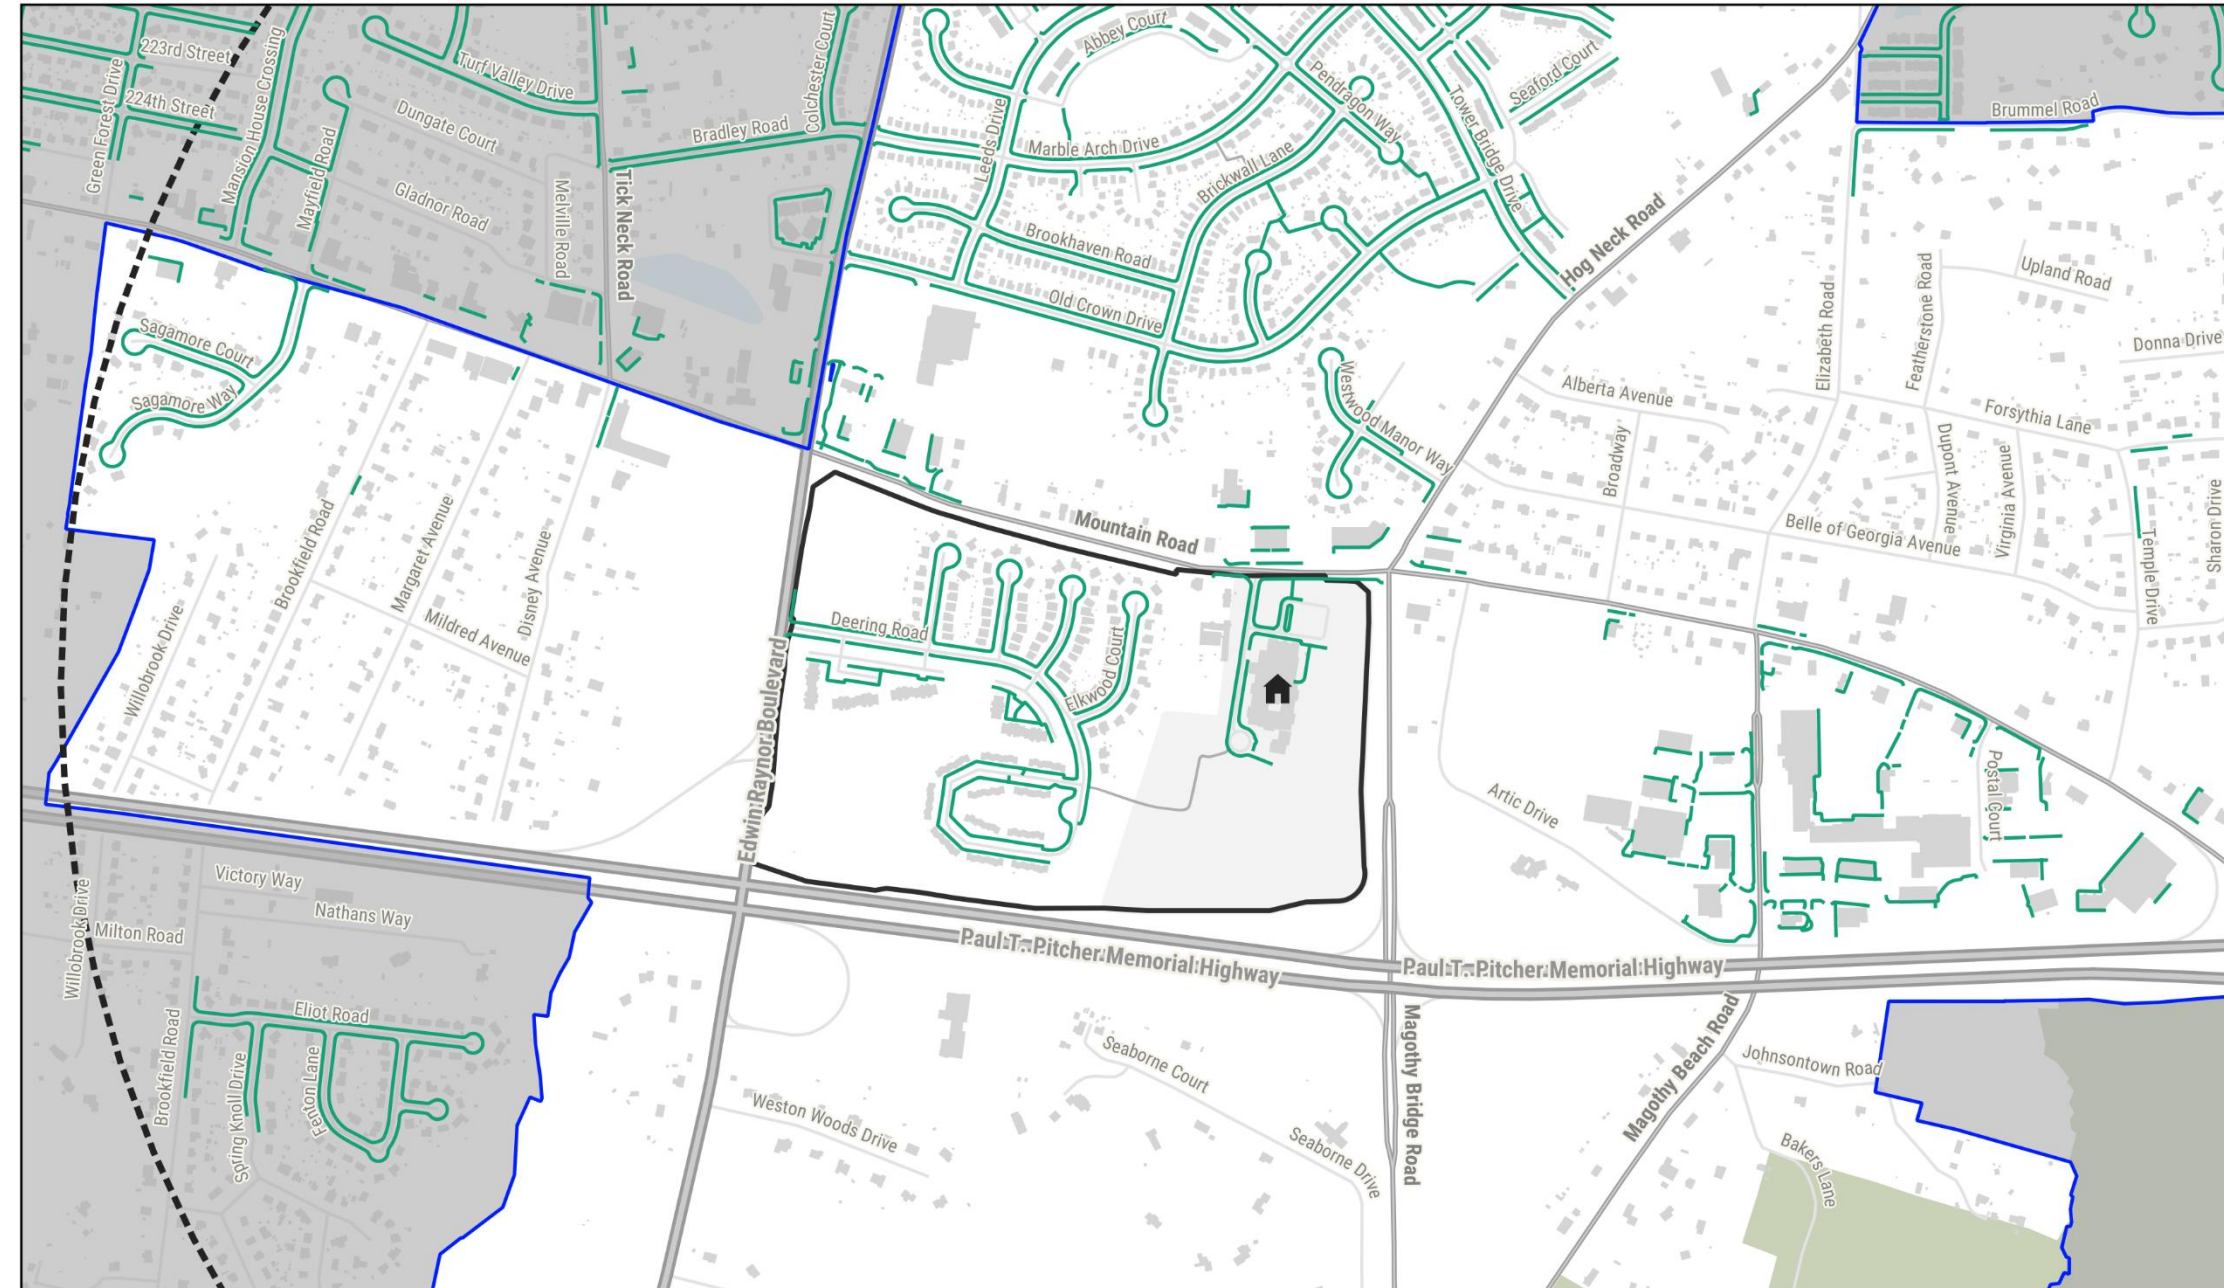 Abbey Court
223rd Street
Mansion House Crossing
Turf Valley Drive
Colchester Court
Seaford Court
Pendragon Way
Tower Bridge Drive
Green Forest Drive
224th Street
Dungate Court
Bradley Road
Leeds Drive
Marble Arch Drive
Brummel Road
Mayfield Road
Gladnor Road
Melville Road
Tick Neck Road
Brickwall Lane
Brookhaven Road
Hog Neck Road
Old Crown Drive
Elizabeth Road
Featherstone Road
Upland Road
Donna Drive
Sagamore Court
Sagamore Way
Westwood Manor Way
Alberta Avenue
Forsythia Lane
Broadway
Dupont Avenue
Virginia Avenue
Sharon Drive
Temple Drive
Belle of Georgia Avenue
Mountain Road
Brookfield Road
Margaret Avenue
Disney Avenue
Mildred Avenue
Willobrook Drive
Deering Road
Elkwood Court
Edwin Raynor Boulevard
Artic Drive
Postal Court
Victory Way
Nathans Way
Willobrook Drive
Milton Road
Paul T. Pitcher Memorial Highway
Paul T. Pitcher Memorial Highway
Eliot Road
Brookfield Road
Spring Knoll Drive
Fenton Lane
Weston Woods Drive
Seaborne Court
Seaborne Drive
Magothy Bridge Road
Magothy Beach Road
Johnsontown Road
Bakers Lane